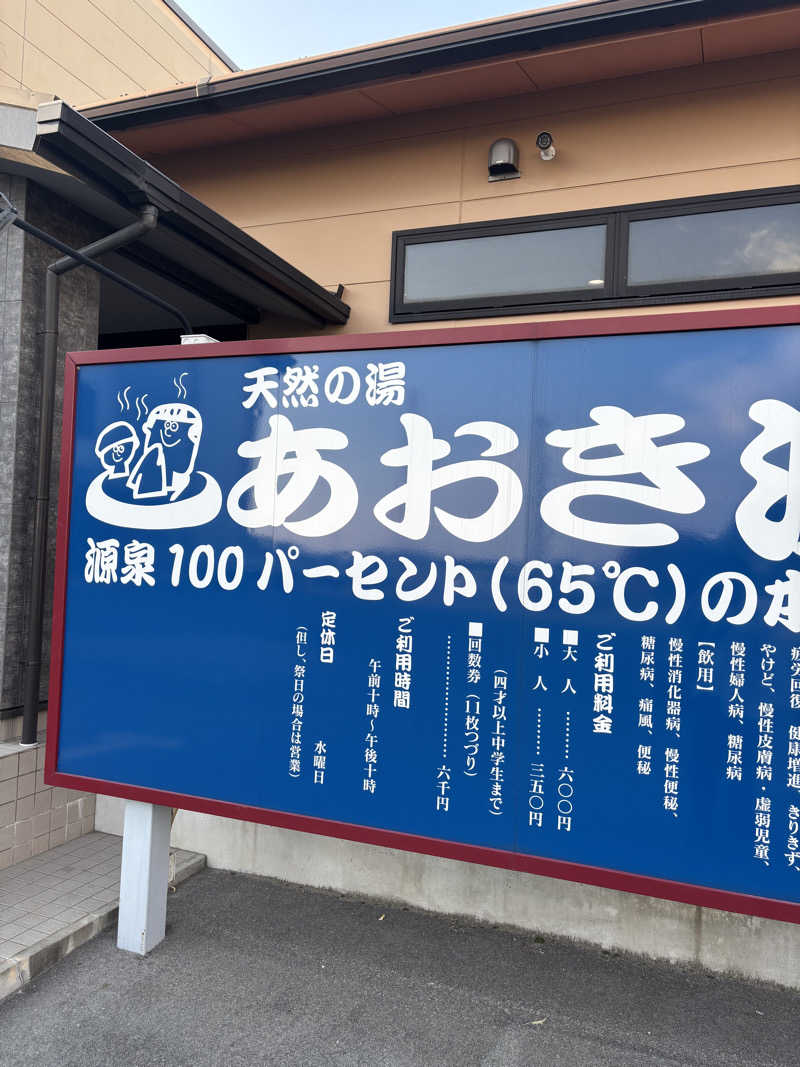 天然の湯
あおき
源泉100パーセント(65℃)の
疲労回復、健康増進、きりきず、
やけど、慢性皮膚病・虚弱児童、
慢性婦人病、糖尿病
【飲用】
慢性消化器病、慢性便秘、
糖尿病、痛風、便秘
ご利用料金
■大人………六〇〇円
■小人………三五〇円
(四才以上中学生まで)
■回数券(11枚つづり)
………………六千円
ご利用時間
午前十時〜午後十時
定休日 水曜日
(但し、祭日の場合は営業)